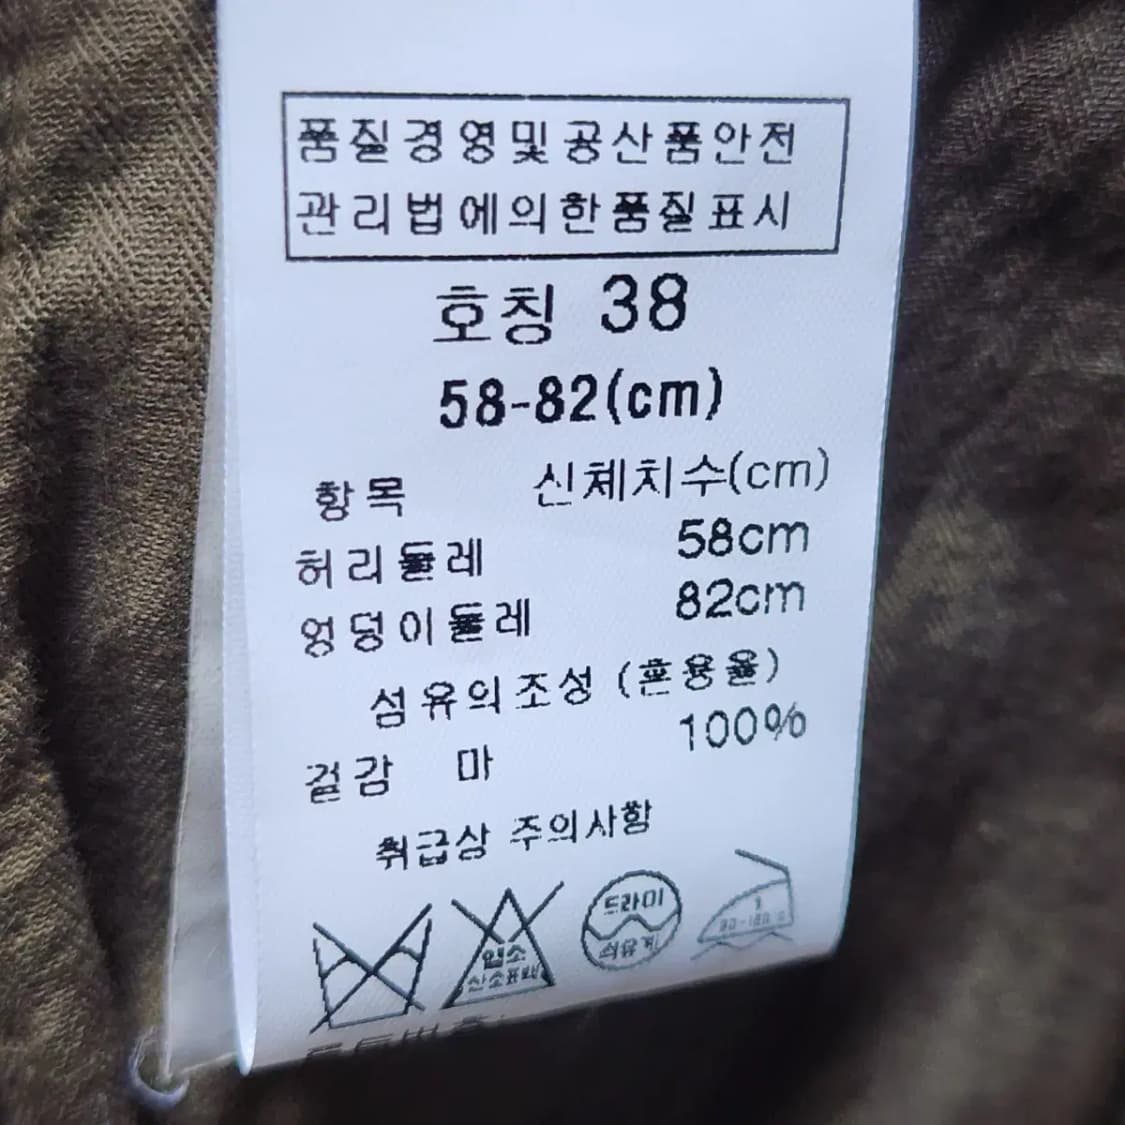 품질경영및공산품안전
관리법에의한품질표시
호칭 38
58-82(cm)
항목 신체치수(cm)
허리둘레 58cm
엉덩이둘레 82cm
섬유의조성 (혼용율)
겉감 마 100%
취급상 주의사항
염소
산소표백
드라이
석유계